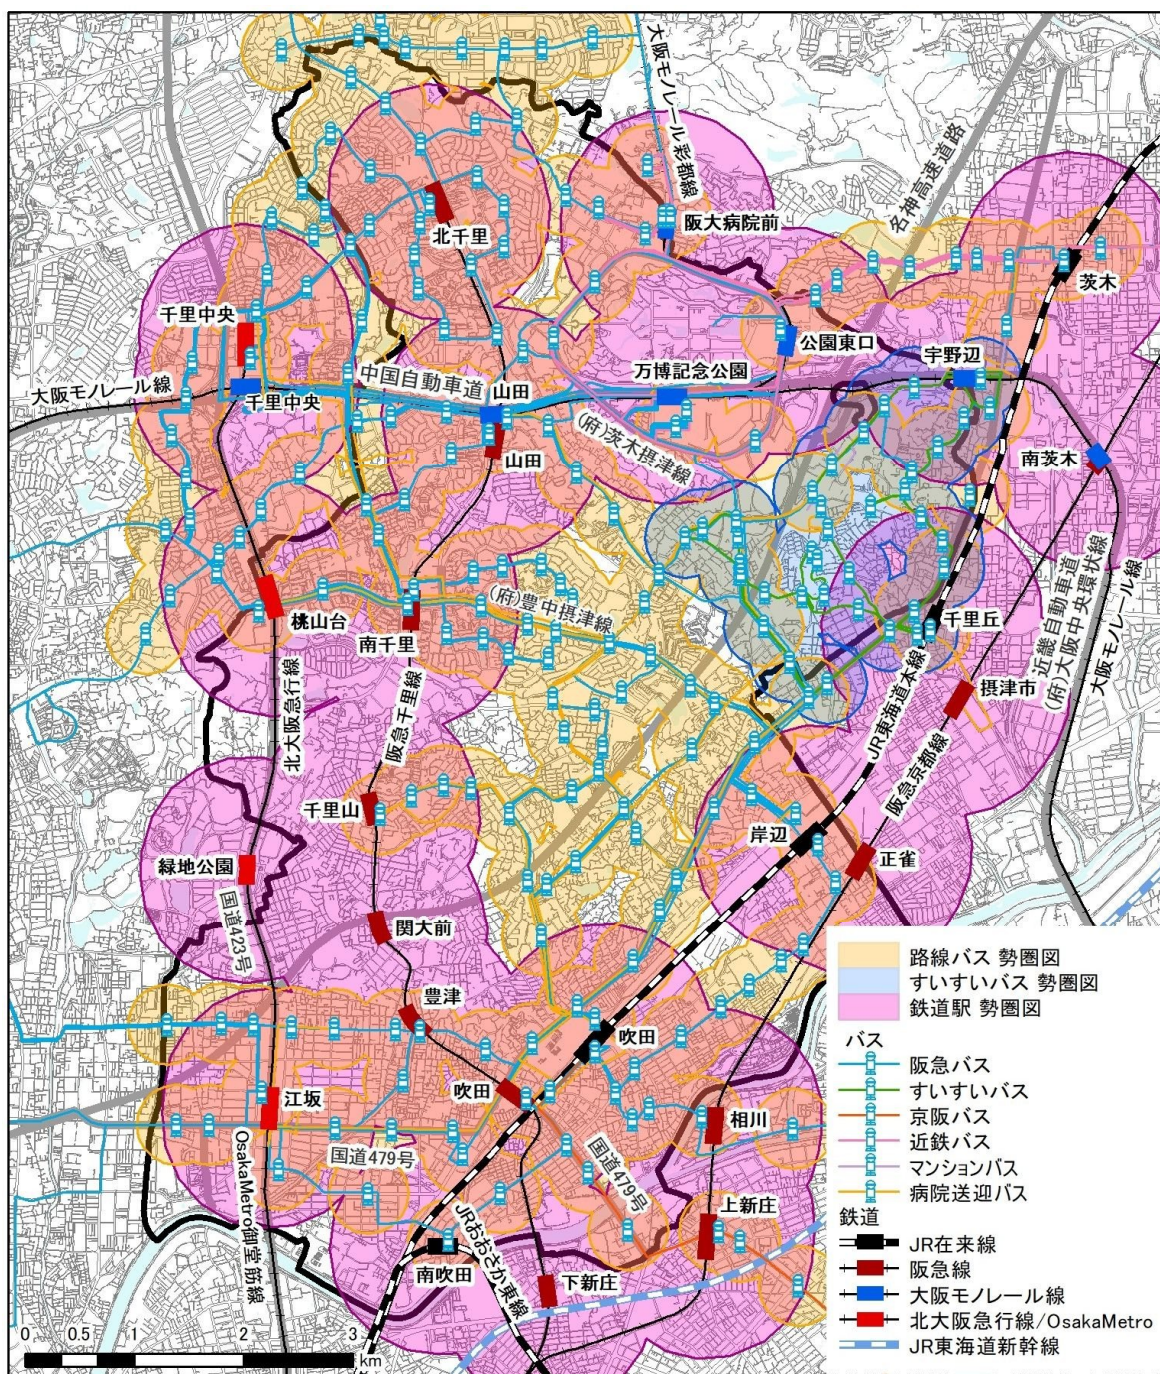 大阪モノレール彩都線
名神高速道路
阪大病院前
北千里
茨木
千里中央
公園東口
宇野辺
大阪モノレール線
千里中央
中国自動車道
山田
万博記念公園
(府)茨木摂津線
山田
南茨木
近畿自動車道
(府)大阪中央環状線
大阪モノレール線
桃山台
南千里
(府)豊中摂津線
千里丘
摂津市
北大阪急行線
阪急千里線
JR東海道本線
阪急京都線
千里山
岸辺
正雀
緑地公園
国道423号
関大前
豊津
吹田
江坂
吹田
相川
国道479号
国道479号
OsakaMetro御堂筋線
上新庄
JRおおさか東線
南吹田
下新庄
路線バス 勢圏図
すいすいバス 勢圏図
鉄道駅 勢圏図
バス
阪急バス
すいすいバス
京阪バス
近鉄バス
マンションバス
病院送迎バス
鉄道
JR在来線
阪急線
大阪モノレール線
北大阪急行線/OsakaMetro
JR東海道新幹線
0 0.5 1 2 3
km